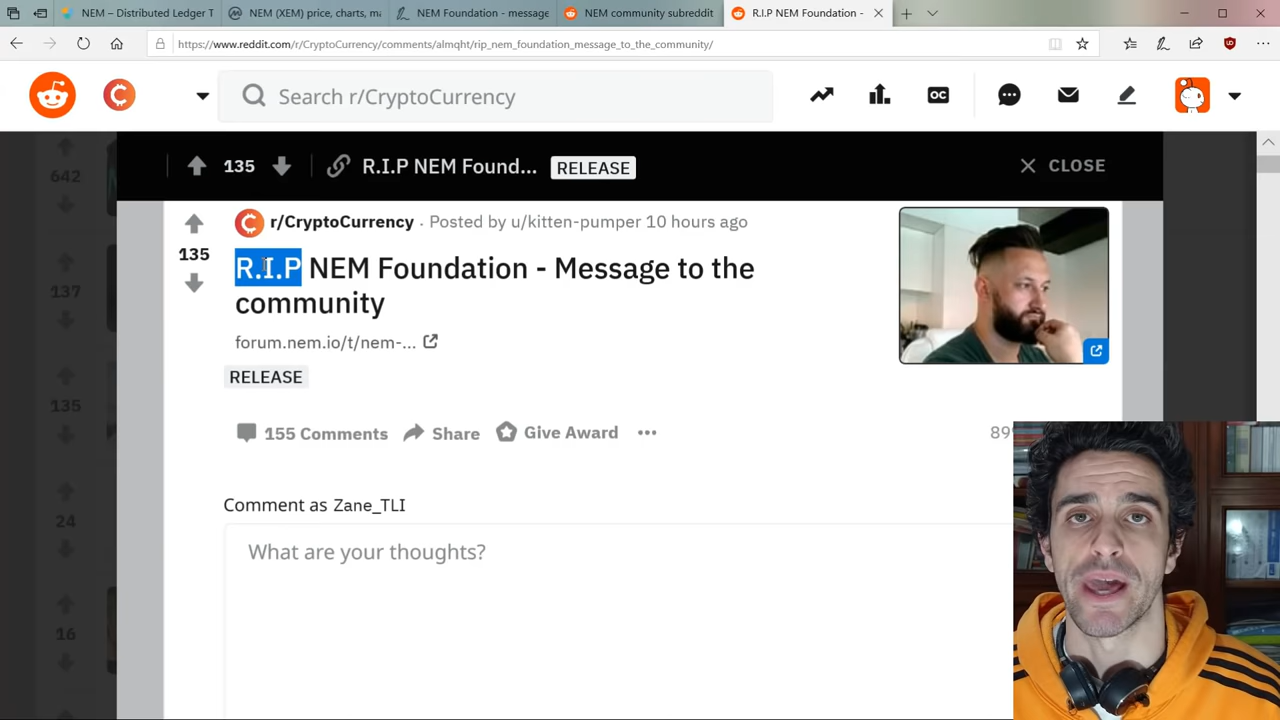 NEM – Distributed Ledger T
NEM (XEM) price, charts, ma
NEM Foundation - message
NEM community subreddit
R.I.P NEM Foundation -
https://www.reddit.com/r/CryptoCurrency/comments/almqht/rip_nem_foundation_message_to_the_community/
Search r/CryptoCurrency
OC
642
135
R.I.P NEM Found...
RELEASE
CLOSE
r/CryptoCurrency · Posted by u/kitten-pumper 10 hours ago
135
R.I.P NEM Foundation - Message to the
community
137
forum.nem.io/t/nem-...
RELEASE
135
155 Comments
Share
Give Award
89
Comment as Zane_TLI
24
What are your thoughts?
16